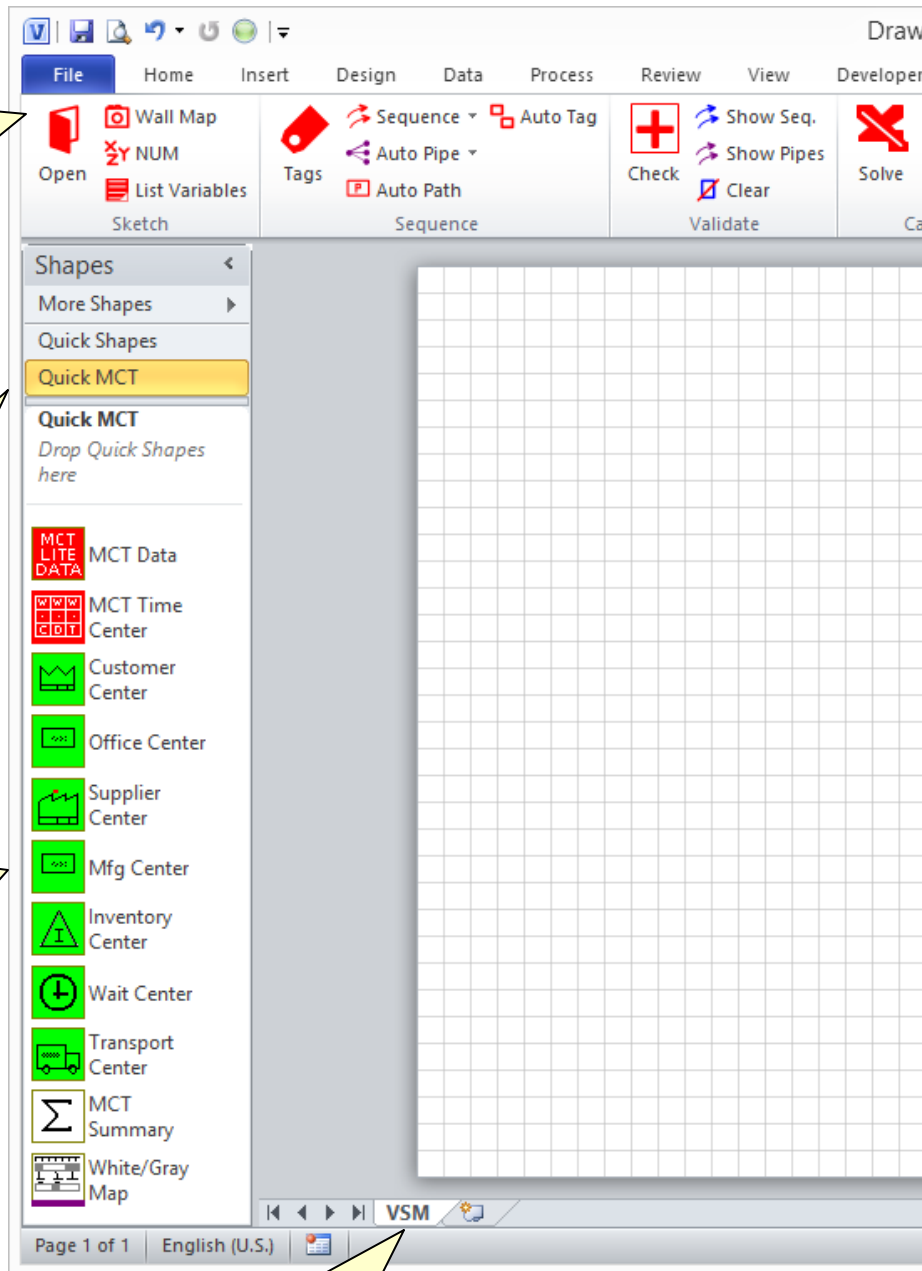 V
Draw
File Home Insert Design Data Process Review View Developer
Open
Wall Map
XYZ NUM
List Variables
Sketch
Tags
Sequence
Auto Tag
Auto Pipe
P Auto Path
Sequence
Check
Show Seq.
Show Pipes
Clear
Validate
Solve
Ca
Shapes
More Shapes
Quick Shapes
Quick MCT
Quick MCT
Drop Quick Shapes
here
MCT
LITE
DATA
MCT Data
WWW
CDT
MCT Time
Center
Customer
Center
Office Center
Supplier
Center
Mfg Center
I
Inventory
Center
Wait Center
Transport
Center
Σ
MCT
Summary
White/Gray
Map
VSM
Page 1 of 1 English (U.S.)